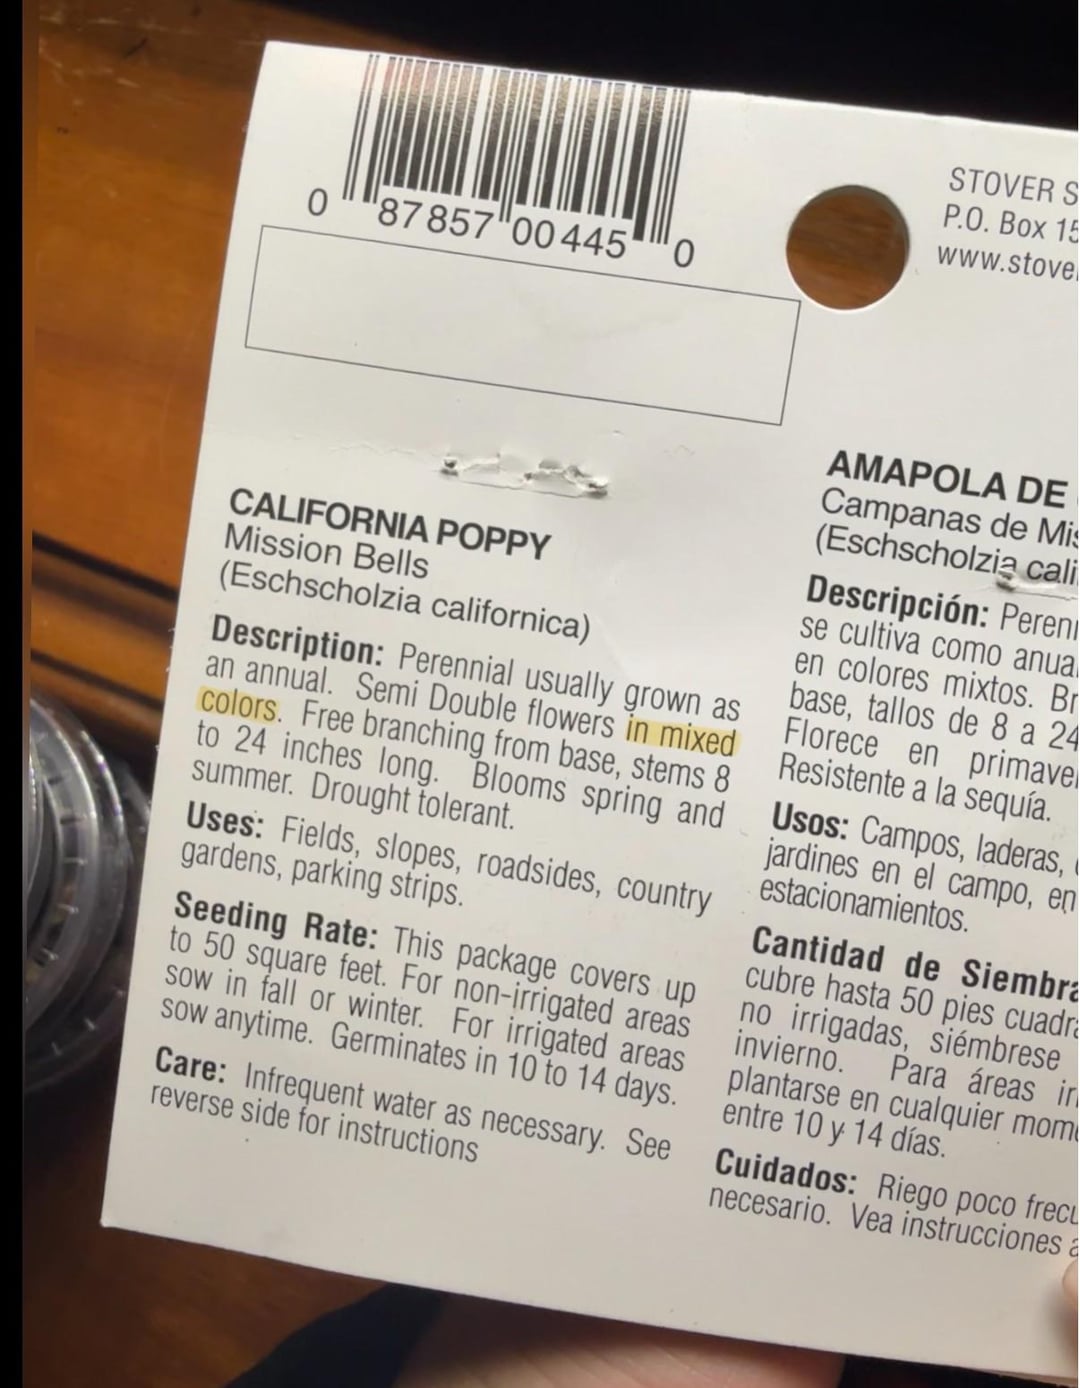 0 87857 00445 0
STOVER S
P.O. Box 15
www.stove
CALIFORNIA POPPY
Mission Bells
(Eschscholzia californica)
Description: Perennial usually grown as
an annual. Semi Double flowers in mixed
colors. Free branching from base, stems 8
to 24 inches long. Blooms spring and
summer. Drought tolerant.
Uses: Fields, slopes, roadsides, country
gardens, parking strips.
Seeding Rate: This package covers up
to 50 square feet. For non-irrigated areas
sow in fall or winter. For irrigated areas
sow anytime. Germinates in 10 to 14 days.
Care: Infrequent water as necessary. See
reverse side for instructions
AMAPOLA DE
Campanas de Mis
(Eschscholzia cali
Descripción: Perenn
se cultiva como anua
en colores mixtos. Br
base, tallos de 8 a 24
Florece en primave
Resistente a la sequía.
Usos: Campos, laderas,
jardines en el campo, en
estacionamientos.
Cantidad de Siembra
cubre hasta 50 pies cuadra
no irrigadas, siémbrese
invierno. Para áreas irr
plantarse en cualquier mome
entre 10 y 14 días.
Cuidados: Riego poco frecu
necesario. Vea instrucciones a